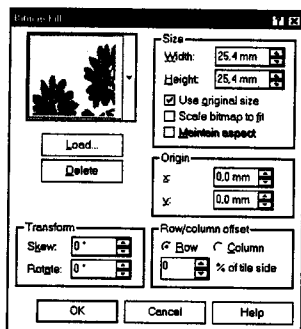 Bitmap Fill
Size
Width: 25,4 mm
Height: 25,4 mm
Use original size
Scale bitmap to fit
Maintain aspect
Load...
Delete
Origin
x: 0,0 mm
y: 0,0 mm
Transform
Skew: 0 °
Rotate: 0 °
Row/column offset
Row Column
0 % of tile side
OK Cancel Help